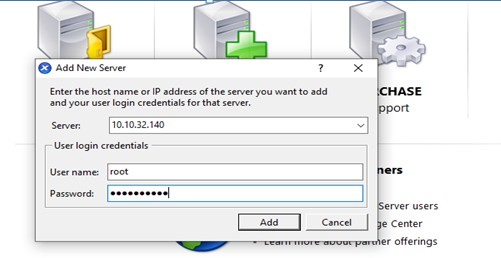 Add New Server
?
Enter the host name or IP address of the server you want to add
and your user login credentials for that server.
Server: 10.10.32.140
User login credentials
User name: root
Password: ●●●●●●●●●●
Add Cancel
CHASE
pport
ners
Server users
ge Center
Learn more about partner offerings